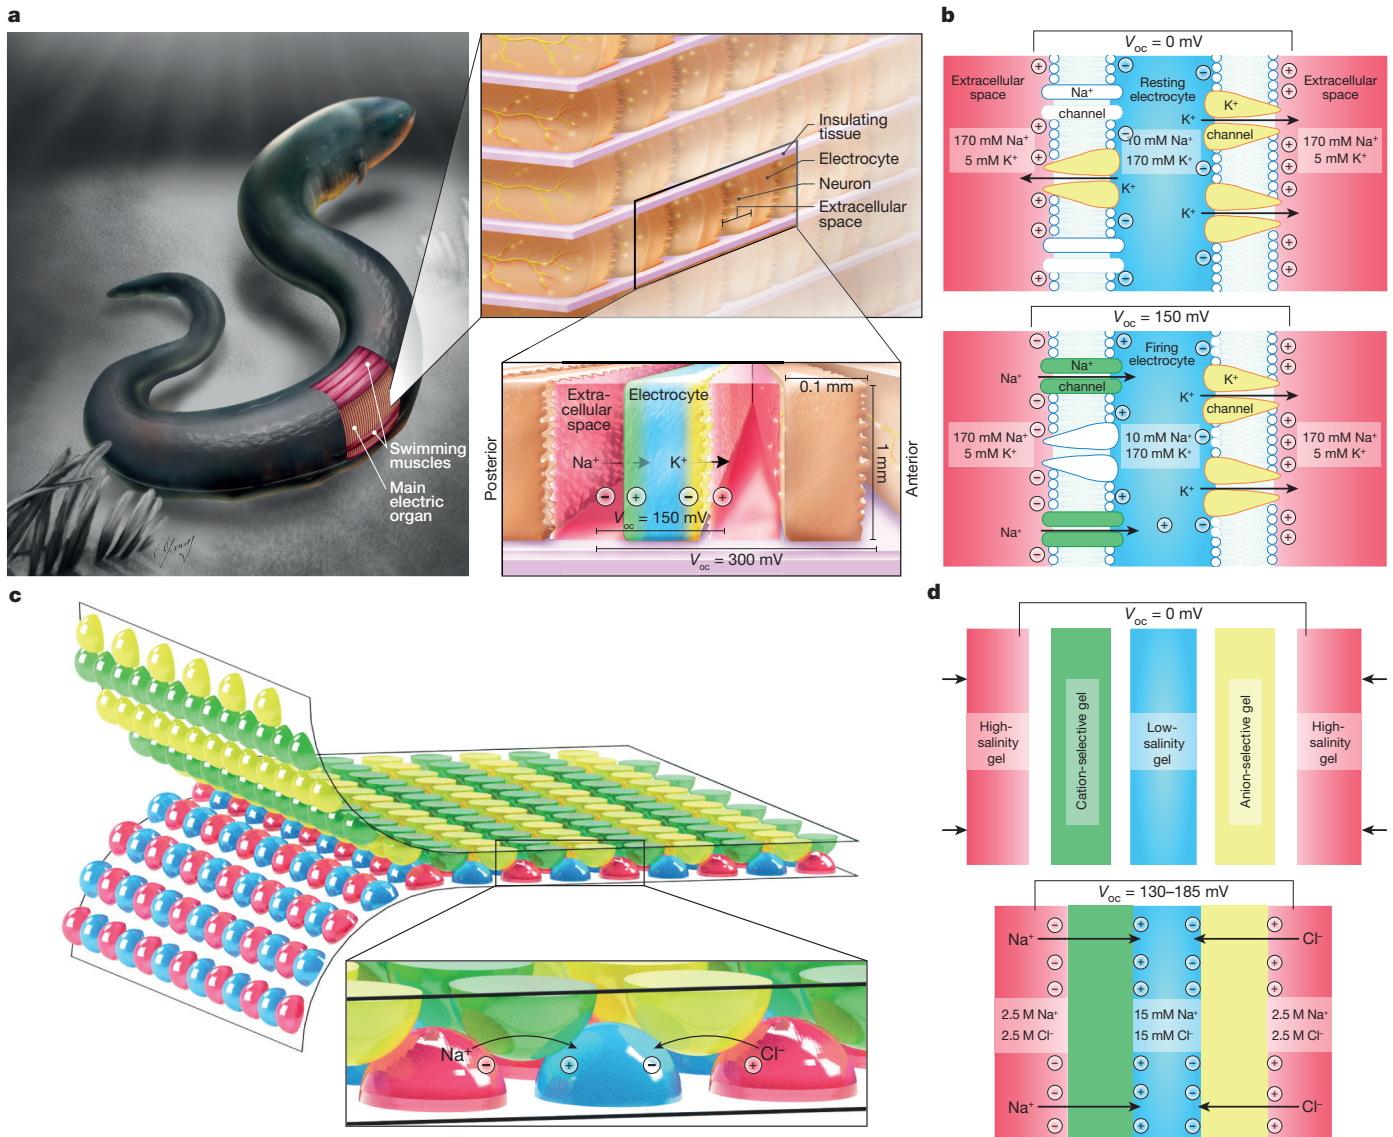 a
Insulating
tissue
Electrocyte
Neuron
Extracellular
space
Swimming
muscles
Main
electric
organ
Posterior
Extra-
cellular
space
Electrocyte
0.1 mm
1 mm
Na⁺
K⁺
− + − +
Voc = 150 mV
Voc = 300 mV
Anterior
b
Voc = 0 mV
Extracellular
space
Na⁺
channel
Resting
electrocyte
K⁺
K⁺
channel
Extracellular
space
170 mM Na⁺
5 mM K⁺
10 mM Na⁺
170 mM K⁺
170 mM Na⁺
5 mM K⁺
K⁺
K⁺
Voc = 150 mV
Na⁺
Na⁺
channel
Firing
electrocyte
K⁺
K⁺
channel
170 mM Na⁺
5 mM K⁺
10 mM Na⁺
170 mM K⁺
170 mM Na⁺
5 mM K⁺
K⁺
Na⁺
c
Na⁺
Cl⁻
− + − +
d
Voc = 0 mV
High-
salinity
gel
Cation-selective gel
Low-
salinity
gel
Anion-selective gel
High-
salinity
gel
Voc = 130–185 mV
Na⁺
Cl⁻
2.5 M Na⁺
2.5 M Cl⁻
15 mM Na⁺
15 mM Cl⁻
2.5 M Na⁺
2.5 M Cl⁻
Na⁺
Cl⁻